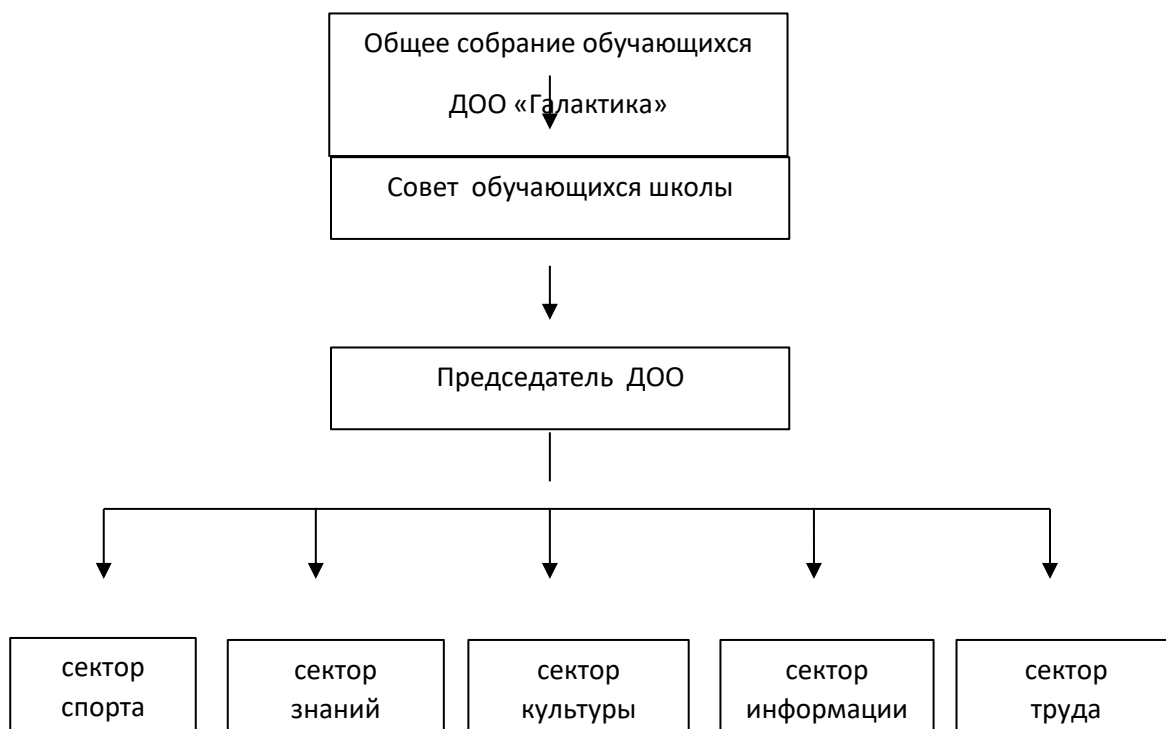 Общее собрание обучающихся
ДОО «Галактика»
Совет обучающихся школы
Председатель ДОО
сектор
спорта
сектор
знаний
сектор
культуры
сектор
информации
сектор
труда